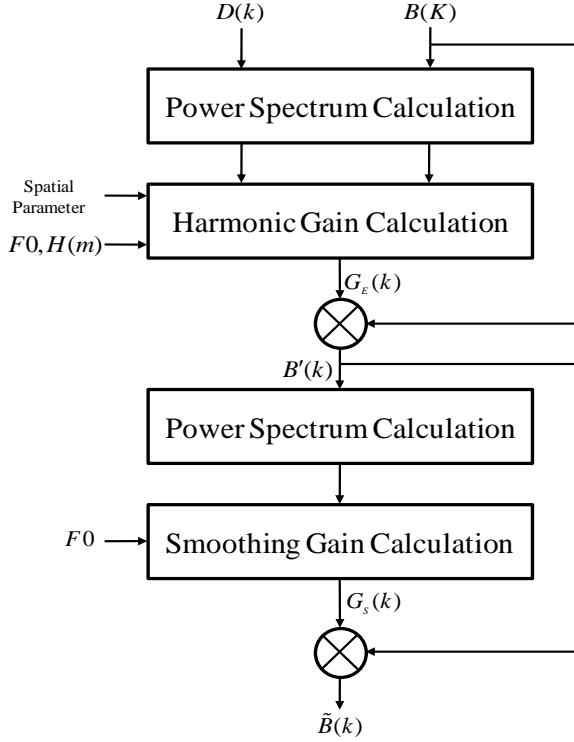 D(k) B(K)
Power Spectrum Calculation
Spatial
Parameter
Harmonic Gain Calculation
F0, H(m)
G_E(k)
B′(k)
Power Spectrum Calculation
F0
Smoothing Gain Calculation
G_S(k)
B̃(k)